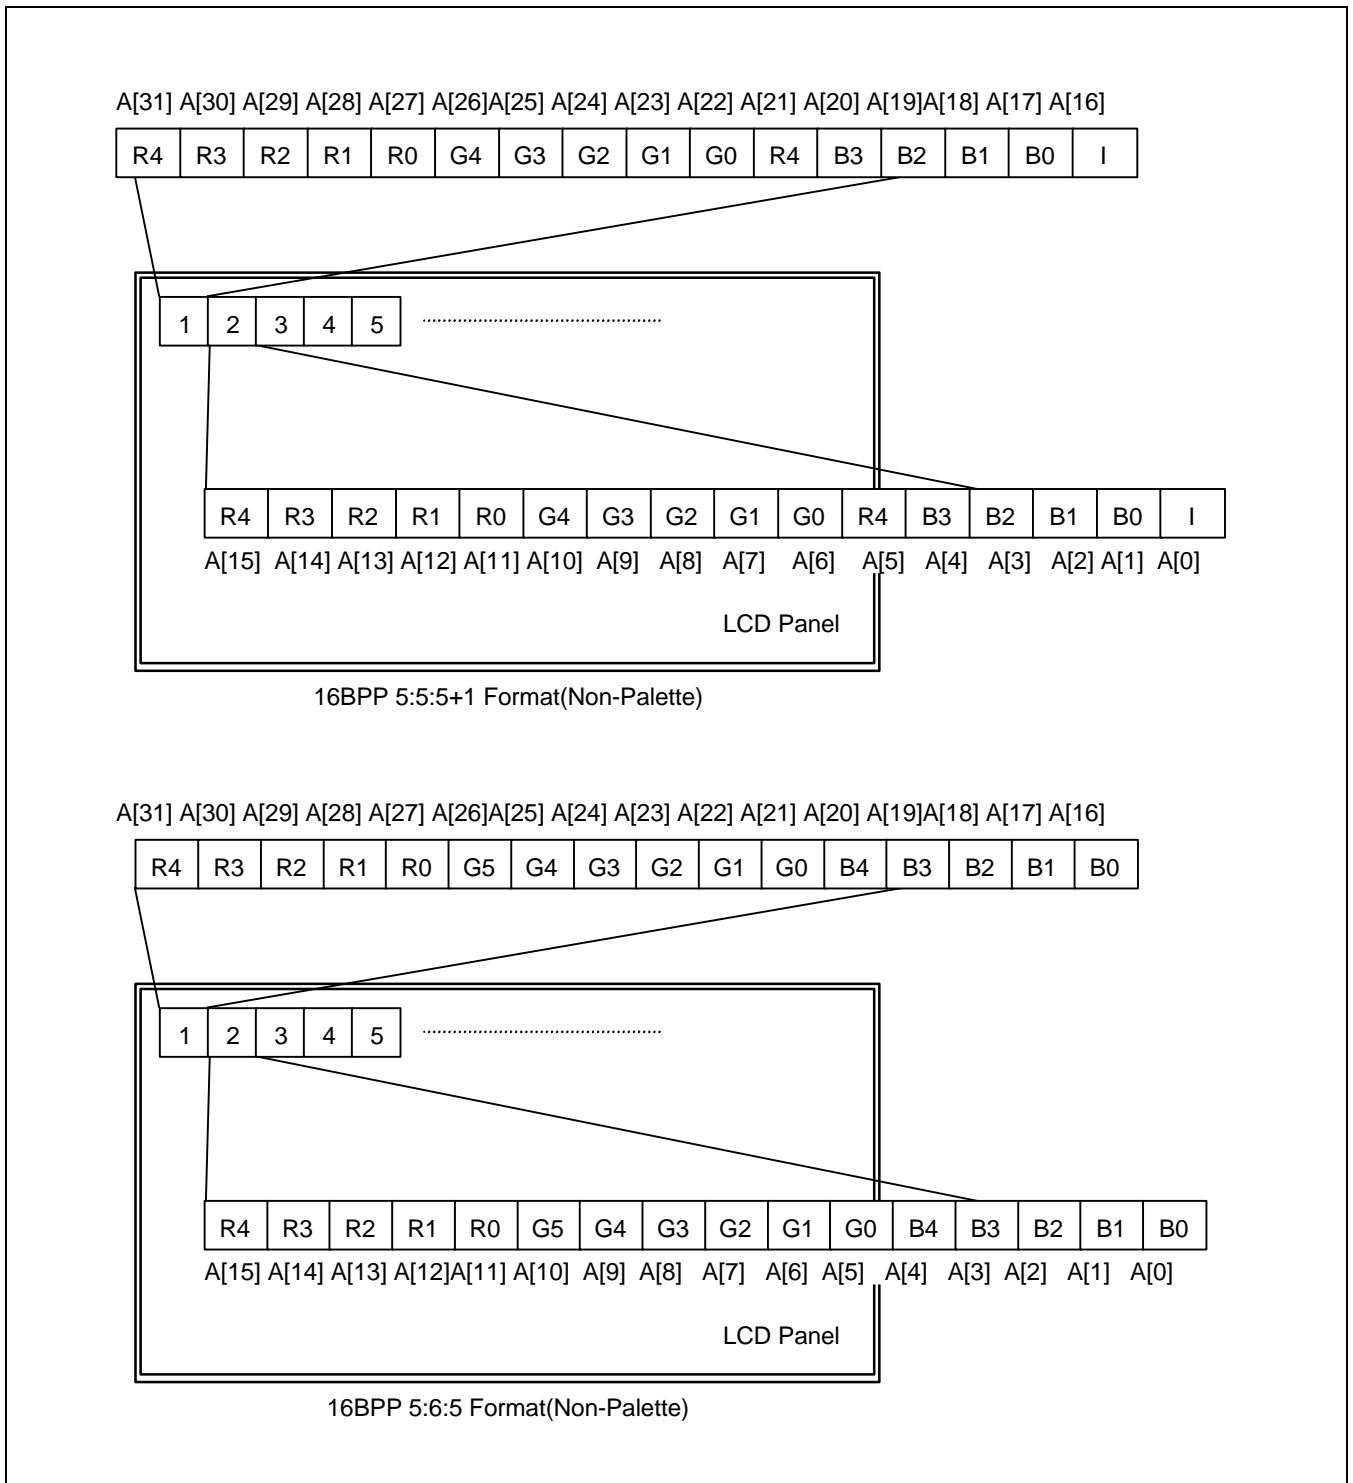 A[31] A[30] A[29] A[28] A[27] A[26]A[25] A[24] A[23] A[22] A[21] A[20] A[19]A[18] A[17] A[16]
R4 R3 R2 R1 R0 G4 G3 G2 G1 G0 R4 B3 B2 B1 B0 I
1 2 3 4 5
R4 R3 R2 R1 R0 G4 G3 G2 G1 G0 R4 B3 B2 B1 B0 I
A[15] A[14] A[13] A[12] A[11] A[10] A[9] A[8] A[7] A[6] A[5] A[4] A[3] A[2] A[1] A[0]
LCD Panel
16BPP 5:5:5+1 Format(Non-Palette)
A[31] A[30] A[29] A[28] A[27] A[26]A[25] A[24] A[23] A[22] A[21] A[20] A[19]A[18] A[17] A[16]
R4 R3 R2 R1 R0 G5 G4 G3 G2 G1 G0 B4 B3 B2 B1 B0
1 2 3 4 5
R4 R3 R2 R1 R0 G5 G4 G3 G2 G1 G0 B4 B3 B2 B1 B0
A[15] A[14] A[13] A[12]A[11] A[10] A[9] A[8] A[7] A[6] A[5] A[4] A[3] A[2] A[1] A[0]
LCD Panel
16BPP 5:6:5 Format(Non-Palette)